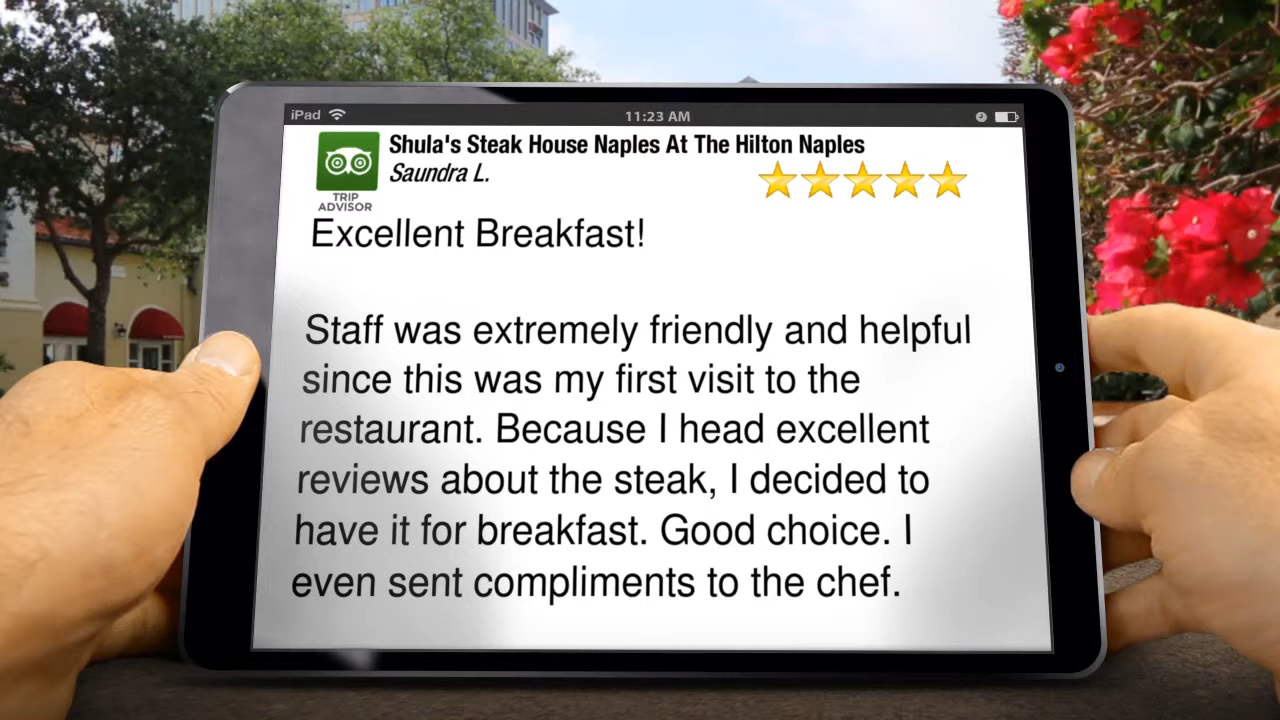 iPad 11:23 AM
Shula's Steak House Naples At The Hilton Naples
Saundra L.
TRIP
ADVISOR
Excellent Breakfast!
Staff was extremely friendly and helpful
since this was my first visit to the
restaurant. Because I head excellent
reviews about the steak, I decided to
have it for breakfast. Good choice. I
even sent compliments to the chef.